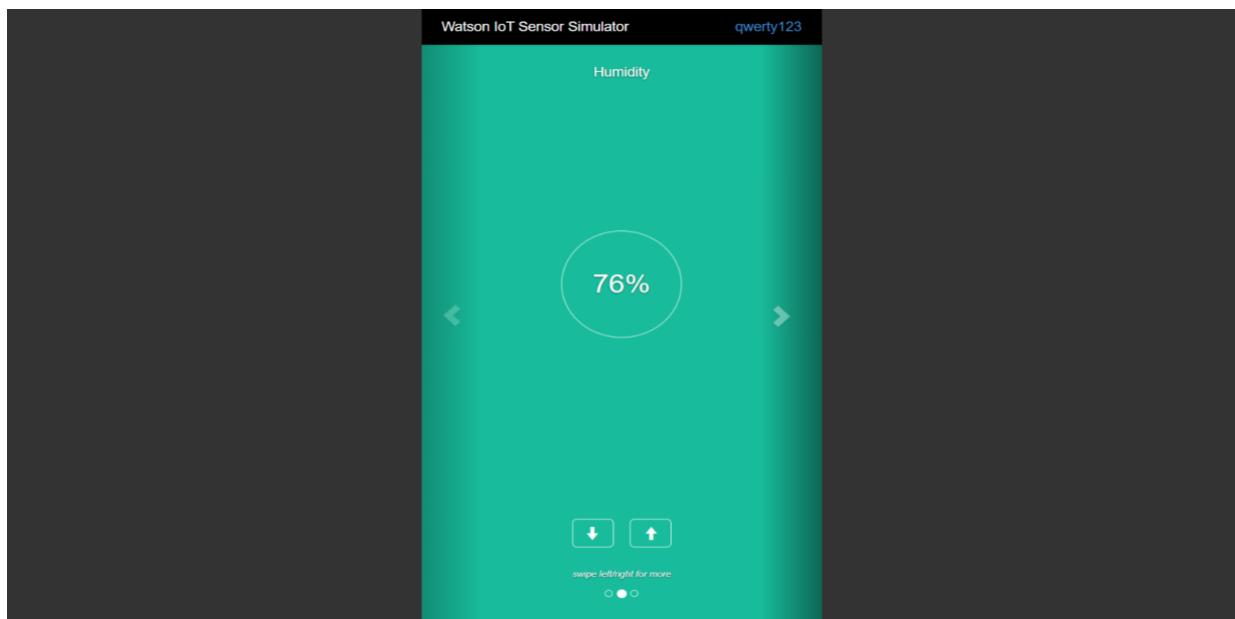 Watson IoT Sensor Simulator qwerty123
Humidity
76%
swipe left/right for more